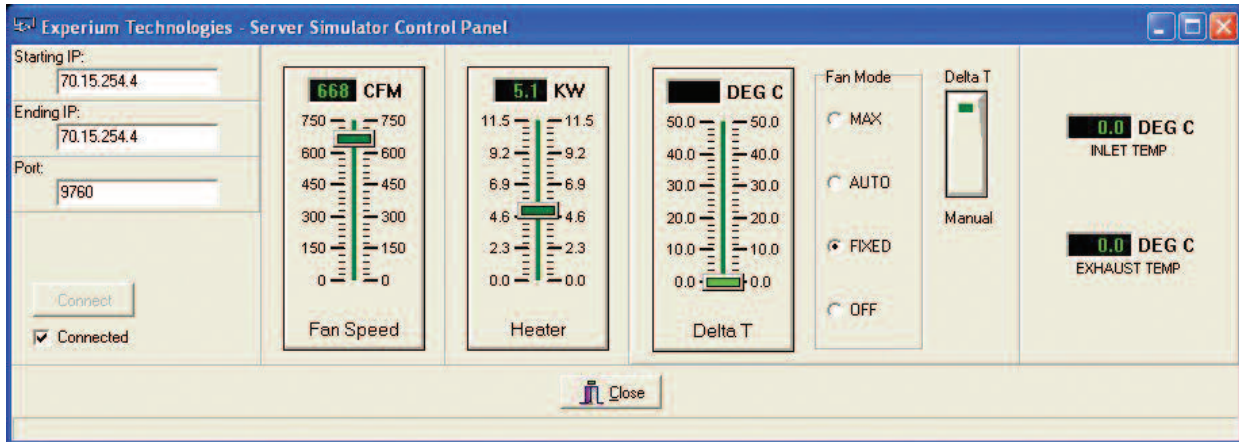 Experium Technologies - Server Simulator Control Panel
Starting IP:
70.15.254.4
Ending IP:
70.15.254.4
Port:
9760
Connect
Connected
668 CFM
750 750
600 600
450 450
300 300
150 150
0 0
Fan Speed
5.1 KW
11.5 11.5
9.2 9.2
6.9 6.9
4.6 4.6
2.3 2.3
0.0 0.0
Heater
DEG C
50.0 50.0
40.0 40.0
30.0 30.0
20.0 20.0
10.0 10.0
0.0 0.0
Delta T
Fan Mode
MAX
AUTO
FIXED
OFF
Delta T
Manual
0.0 DEG C
INLET TEMP
0.0 DEG C
EXHAUST TEMP
Close